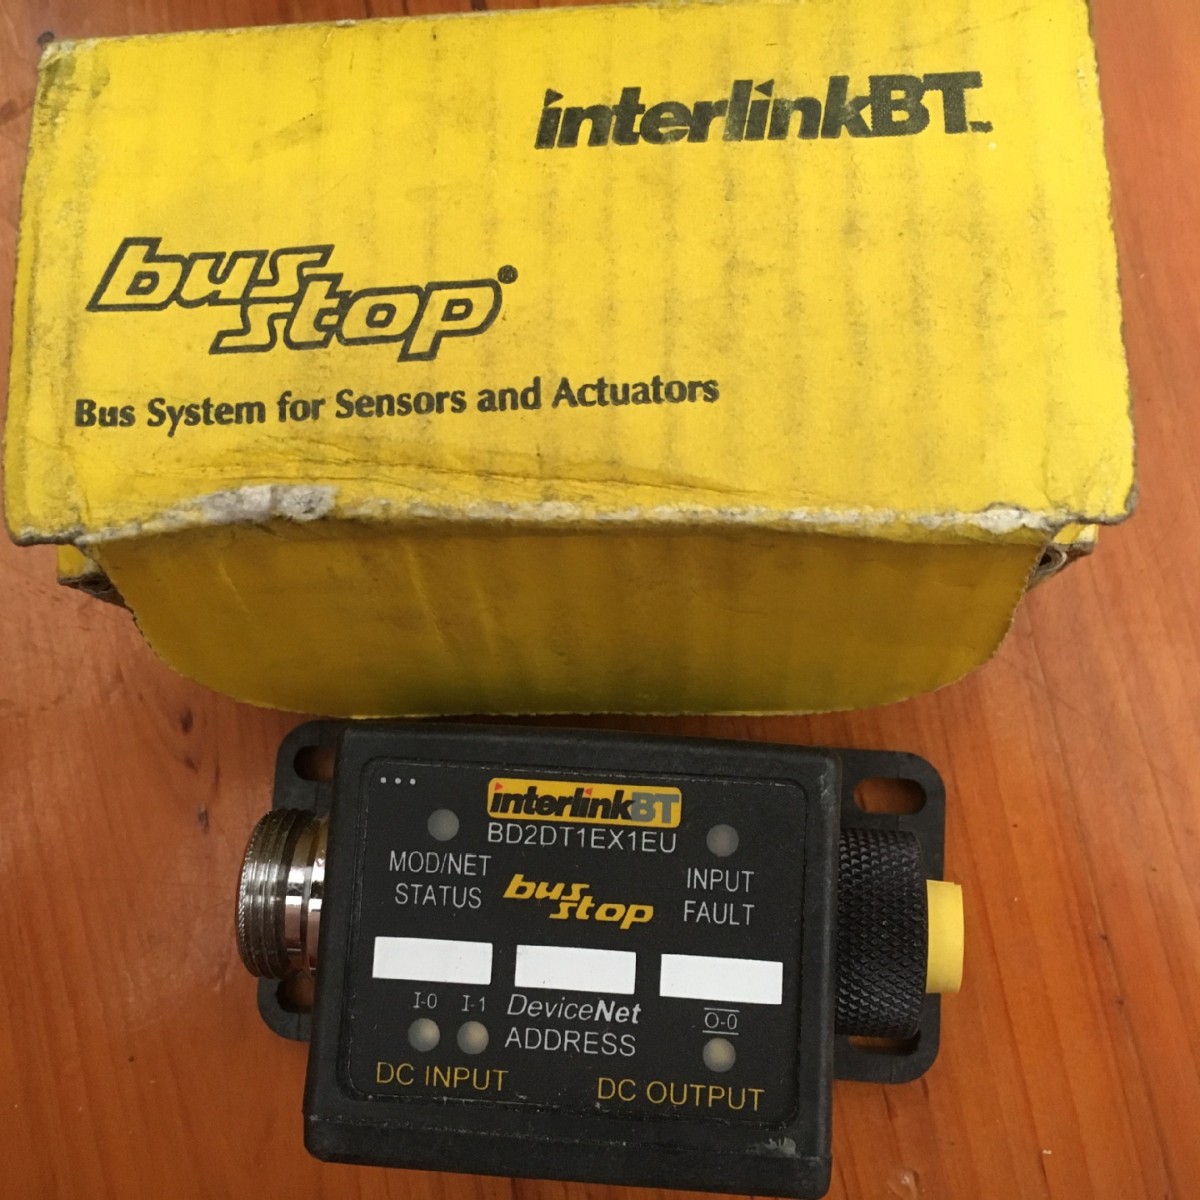 interlinkBT™
bus
stop®
Bus System for Sensors and Actuators
interlinkBT
BD2DT1EX1EU
MOD/NET
STATUS
bus
stop
INPUT
FAULT
I-0 I-1
DeviceNet
ADDRESS
O-0
DC INPUT
DC OUTPUT